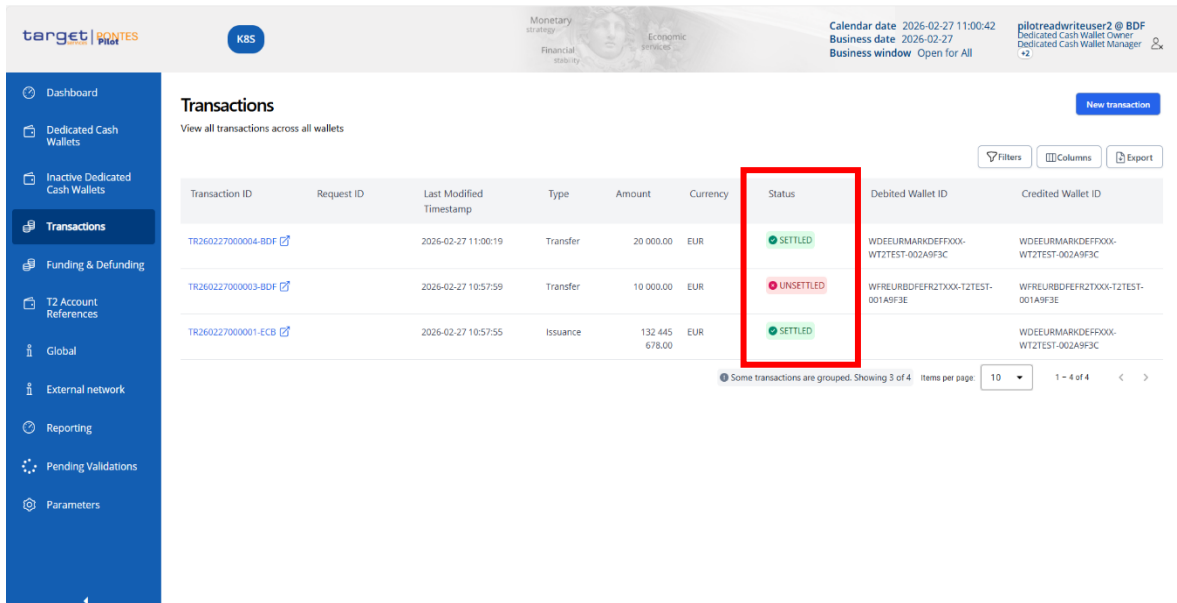 target | PONTES
services Pilot
K8S
Monetary
strategy
Economic
services
Financial
stability
Calendar date 2026-02-27 11:00:42
Business date 2026-02-27
Business window Open for All
pilotreadwriteuser2 @ BDF
Dedicated Cash Wallet Owner
Dedicated Cash Wallet Manager
+2
Dashboard
Dedicated Cash
Wallets
Inactive Dedicated
Cash Wallets
Transactions
Funding & Defunding
T2 Account
References
Global
External network
Reporting
Pending Validations
Parameters
Transactions
New transaction
View all transactions across all wallets
Filters Columns Export
Transaction ID Request ID Last Modified Type Amount Currency Status Debited Wallet ID Credited Wallet ID
Timestamp
TR260227000004-BDF 2026-02-27 11:00:19 Transfer 20 000.00 EUR SETTLED WDEEURMARKDEFFXXX- WDEEURMARKDEFFXXX-
WT2TEST-002A9F3C WT2TEST-002A9F3C
TR260227000003-BDF 2026-02-27 10:57:59 Transfer 10 000.00 EUR UNSETTLED WFREURBDFEFR2TXXX-T2TEST- WFREURBDFEFR2TXXX-T2TEST-
001A9F3E 001A9F3E
TR260227000001-ECB 2026-02-27 10:57:55 Issuance 132 445 EUR SETTLED WDEEURMARKDEFFXXX-
678.00 WT2TEST-002A9F3C
Some transactions are grouped. Showing 3 of 4 Items per page: 10 1 – 4 of 4